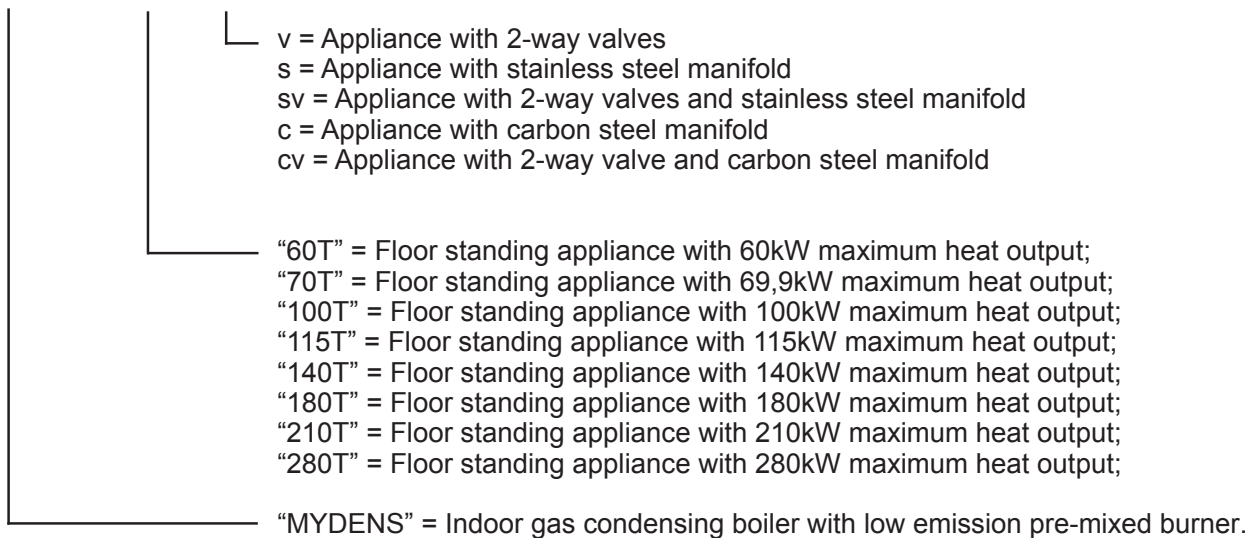 v = Appliance with 2-way valves
s = Appliance with stainless steel manifold
sv = Appliance with 2-way valves and stainless steel manifold
c = Appliance with carbon steel manifold
cv = Appliance with 2-way valve and carbon steel manifold
“60T” = Floor standing appliance with 60kW maximum heat output;
“70T” = Floor standing appliance with 69,9kW maximum heat output;
“100T” = Floor standing appliance with 100kW maximum heat output;
“115T” = Floor standing appliance with 115kW maximum heat output;
“140T” = Floor standing appliance with 140kW maximum heat output;
“180T” = Floor standing appliance with 180kW maximum heat output;
“210T” = Floor standing appliance with 210kW maximum heat output;
“280T” = Floor standing appliance with 280kW maximum heat output;
“MYDENS” = Indoor gas condensing boiler with low emission pre-mixed burner.